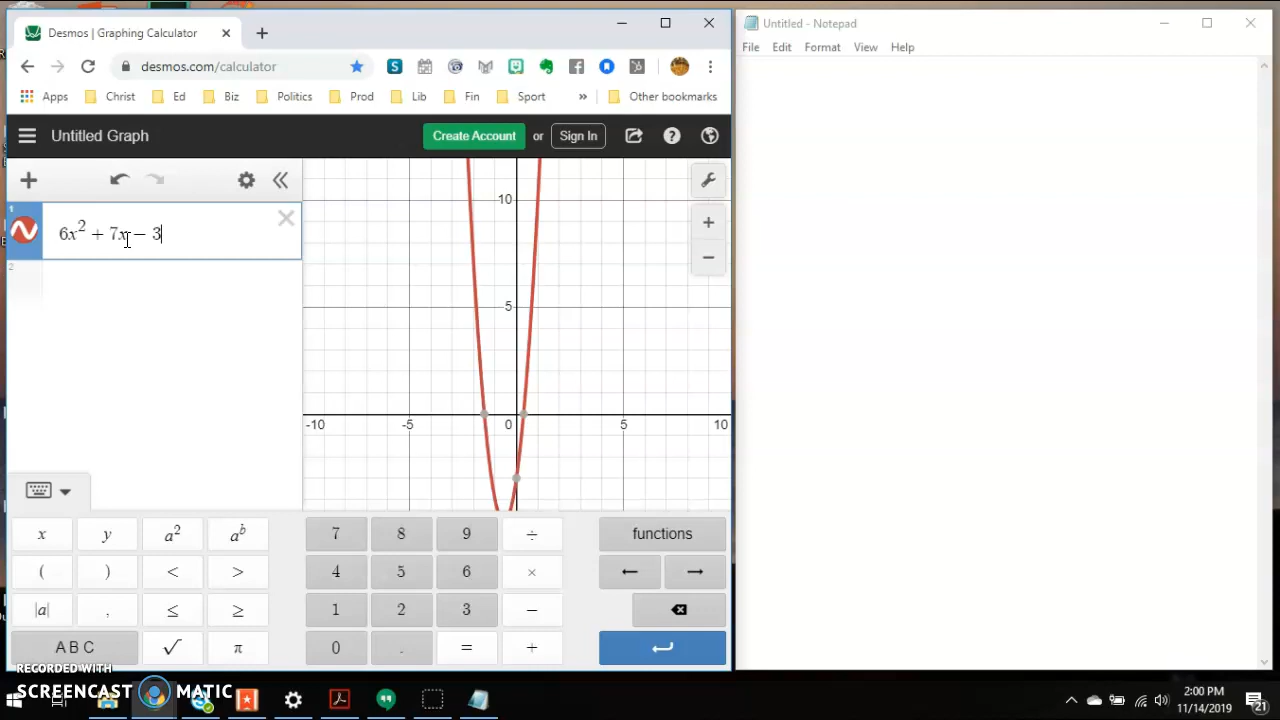 Desmos | Graphing Calculator
Untitled - Notepad
File Edit Format View Help
desmos.com/calculator
Apps Christ Ed Biz Politics Prod Lib Fin Sport » Other bookmarks
Untitled Graph Create Account or Sign In
1
6x² + 7x − 3
2
10
5
-10 -5 0 5 10
x y a² aᵇ 7 8 9 ÷ functions
( ) < > 4 5 6 × ← →
|a| , ≤ ≥ 1 2 3 −
A B C √ π 0 . = +
RECORDED WITH
SCREENCAST MATIC
2:00 PM
11/14/2019
21